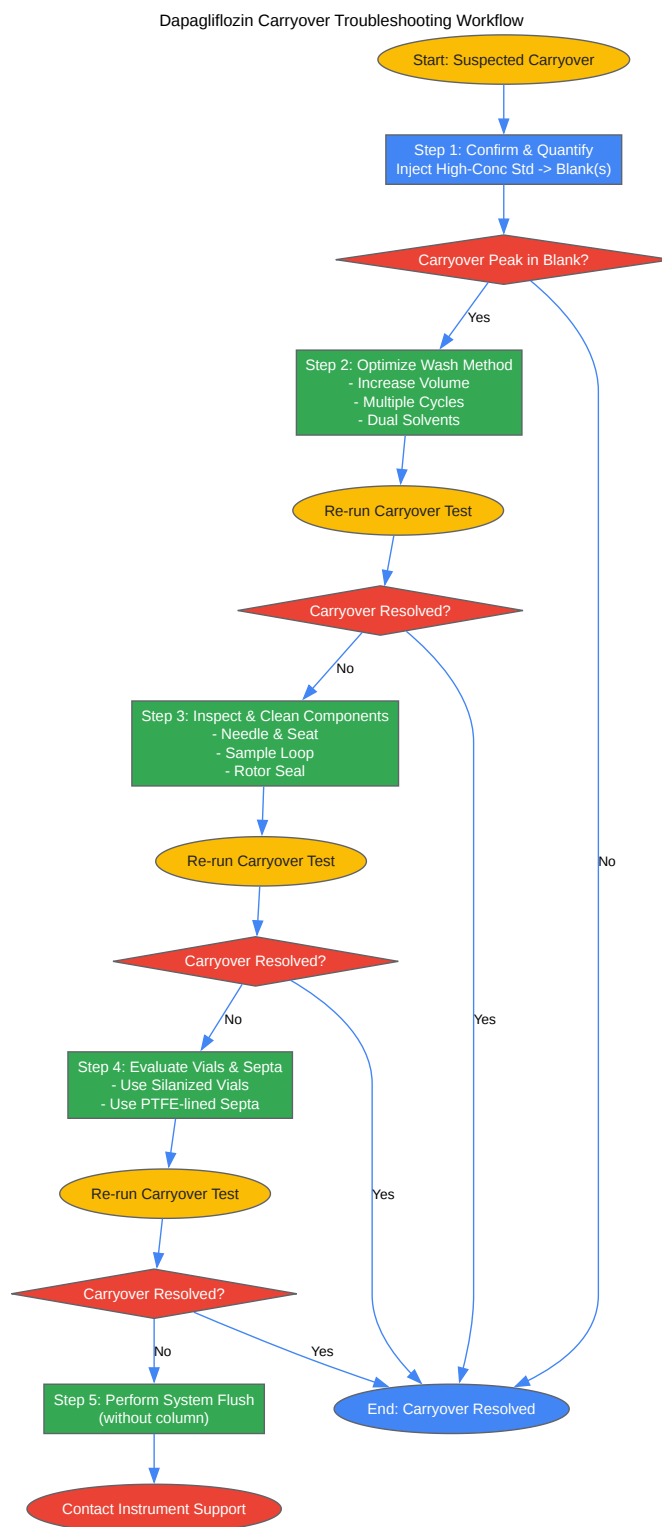 Dapagliflozin Carryover Troubleshooting Workflow
Start: Suspected Carryover
Step 1: Confirm & Quantify
Inject High-Conc Std -> Blank(s)
Carryover Peak in Blank?
Yes
Step 2: Optimize Wash Method
- Increase Volume
- Multiple Cycles
- Dual Solvents
Re-run Carryover Test
Carryover Resolved?
No
Step 3: Inspect & Clean Components
- Needle & Seat
- Sample Loop
- Rotor Seal
Re-run Carryover Test
No
Carryover Resolved?
No
Yes
Step 4: Evaluate Vials & Septa
- Use Silanized Vials
- Use PTFE-lined Septa
Re-run Carryover Test
Yes
Carryover Resolved?
No
Yes
Step 5: Perform System Flush
(without column)
End: Carryover Resolved
Contact Instrument Support